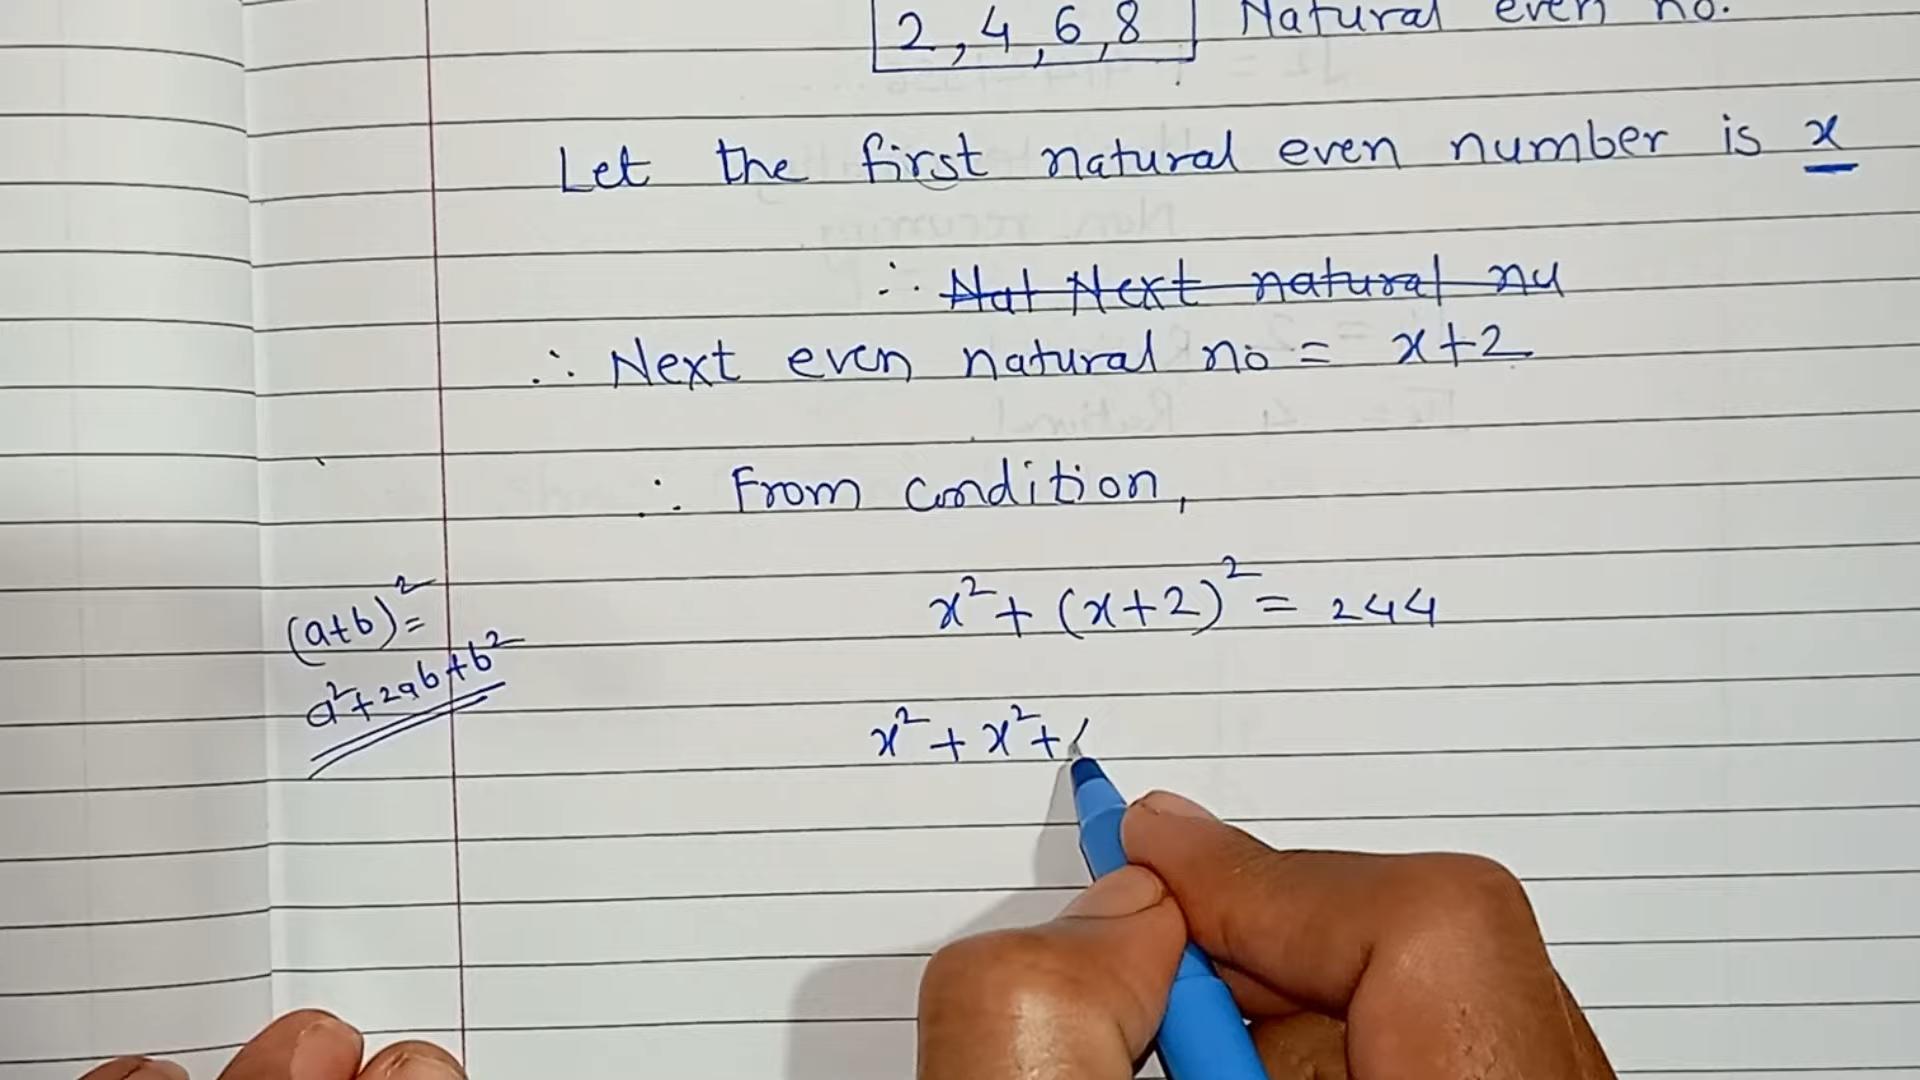 2, 4, 6, 8 Natural even no.
Let the first natural even number is x
∴ Nat Next natural nu
∴ Next even natural no = x+2
∴ From condition,
x² + (x+2)² = 244
(a+b)² =
a²+2ab+b²
x² + x² +